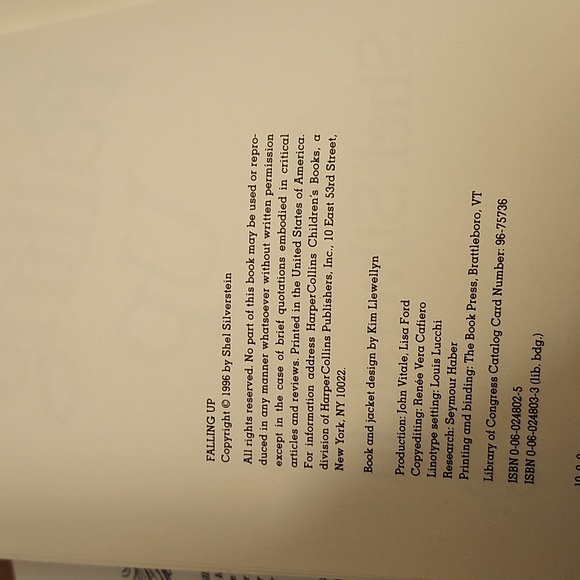 FALLING UP
Copyright © 1996 by Shel Silverstein
All rights reserved. No part of this book may be used or repro-
duced in any manner whatsoever without written permission
except in the case of brief quotations embodied in critical
articles and reviews. Printed in the United States of America.
For information address HarperCollins Children's Books, a
division of HarperCollins Publishers, Inc., 10 East 53rd Street,
New York, NY 10022.
Book and jacket design by Kim Llewellyn
Production: John Vitale, Lisa Ford
Copyediting: Renée Vera Cafiero
Linotype setting: Louis Lucchi
Research: Seymour Haber
Printing and binding: The Book Press, Brattleboro, VT
Library of Congress Catalog Card Number: 96-75736
ISBN 0-06-024802-5
ISBN 0-06-024803-3 (lib. bdg.)